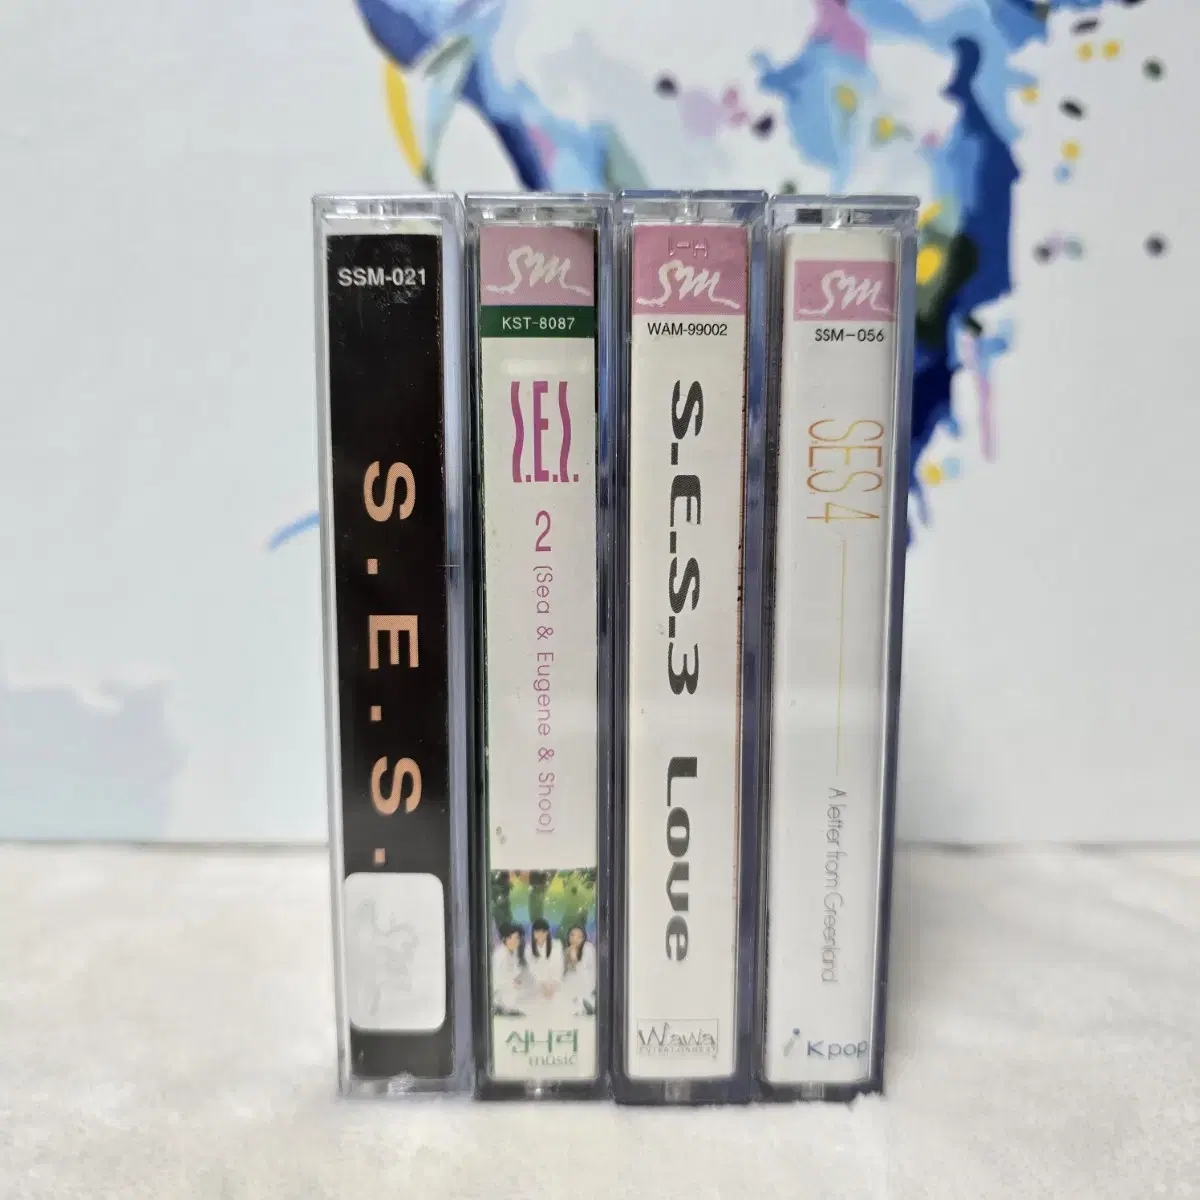 SSM-021
S.E.S.
SM
KST-8087
S.E.S.
2 (Sea & Eugene & Shoo)
신나라
music
SM
WAM-99002
S.E.S.3 Love
Wawa
ENTERTAINMENT
SM
SSM-056
S.E.S. 4
A letter from Greenland
i Kpop